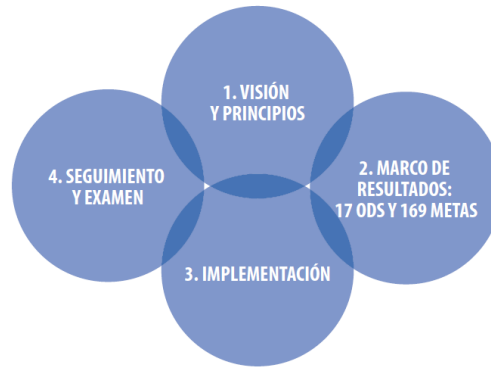 1. VISIÓN
Y PRINCIPIOS
2. MARCO DE
RESULTADOS:
17 ODS Y 169 METAS
3. IMPLEMENTACIÓN
4. SEGUIMIENTO
Y EXAMEN